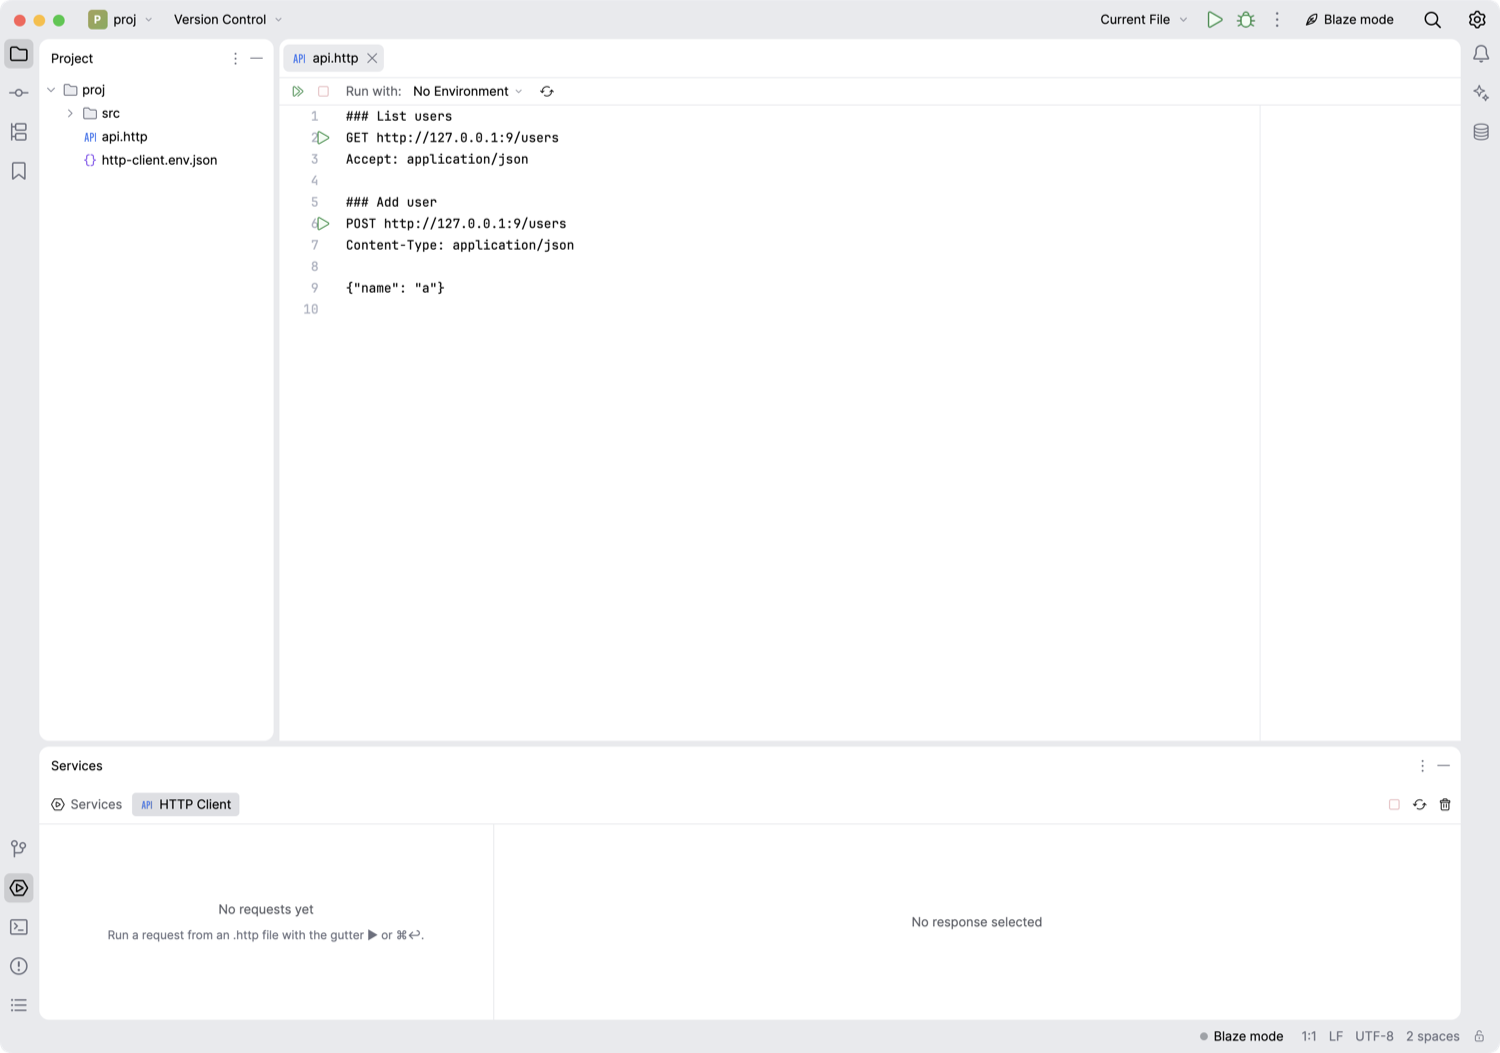 P proj Version Control Current File Blaze mode
Project
api.http
proj
src
api.http
http-client.env.json
Run with: No Environment
1 ### List users
2 GET http://127.0.0.1:9/users
3 Accept: application/json
4
5 ### Add user
6 POST http://127.0.0.1:9/users
7 Content-Type: application/json
8
9 {"name": "a"}
10
Services
Services API HTTP Client
No requests yet
Run a request from an .http file with the gutter ▶ or ⌘↩.
No response selected
Blaze mode 1:1 LF UTF-8 2 spaces